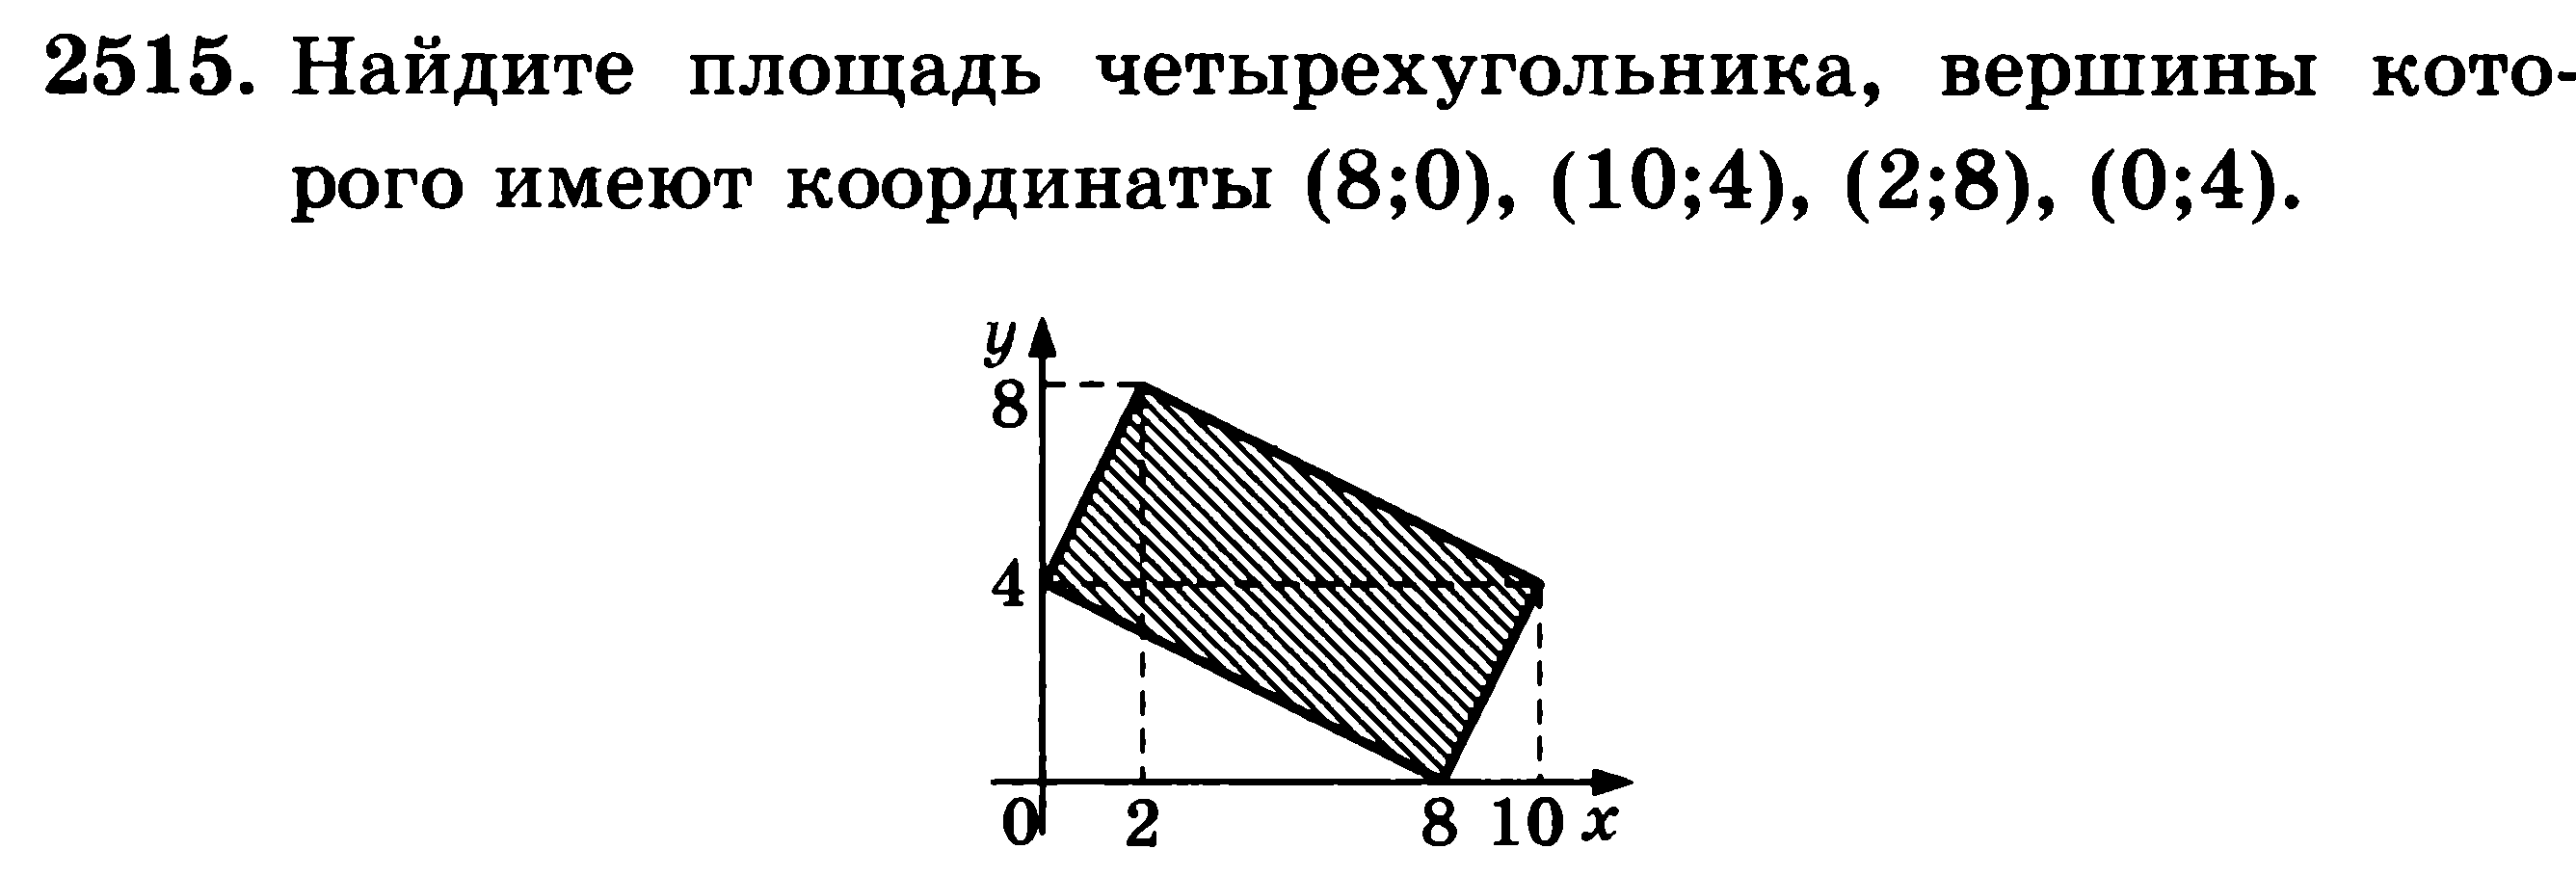 2515. Найдите площадь четырехугольника, вершины кото-
рого имеют координаты (8;0), (10;4), (2;8), (0;4).
y
8
4
0 2 8 10 x